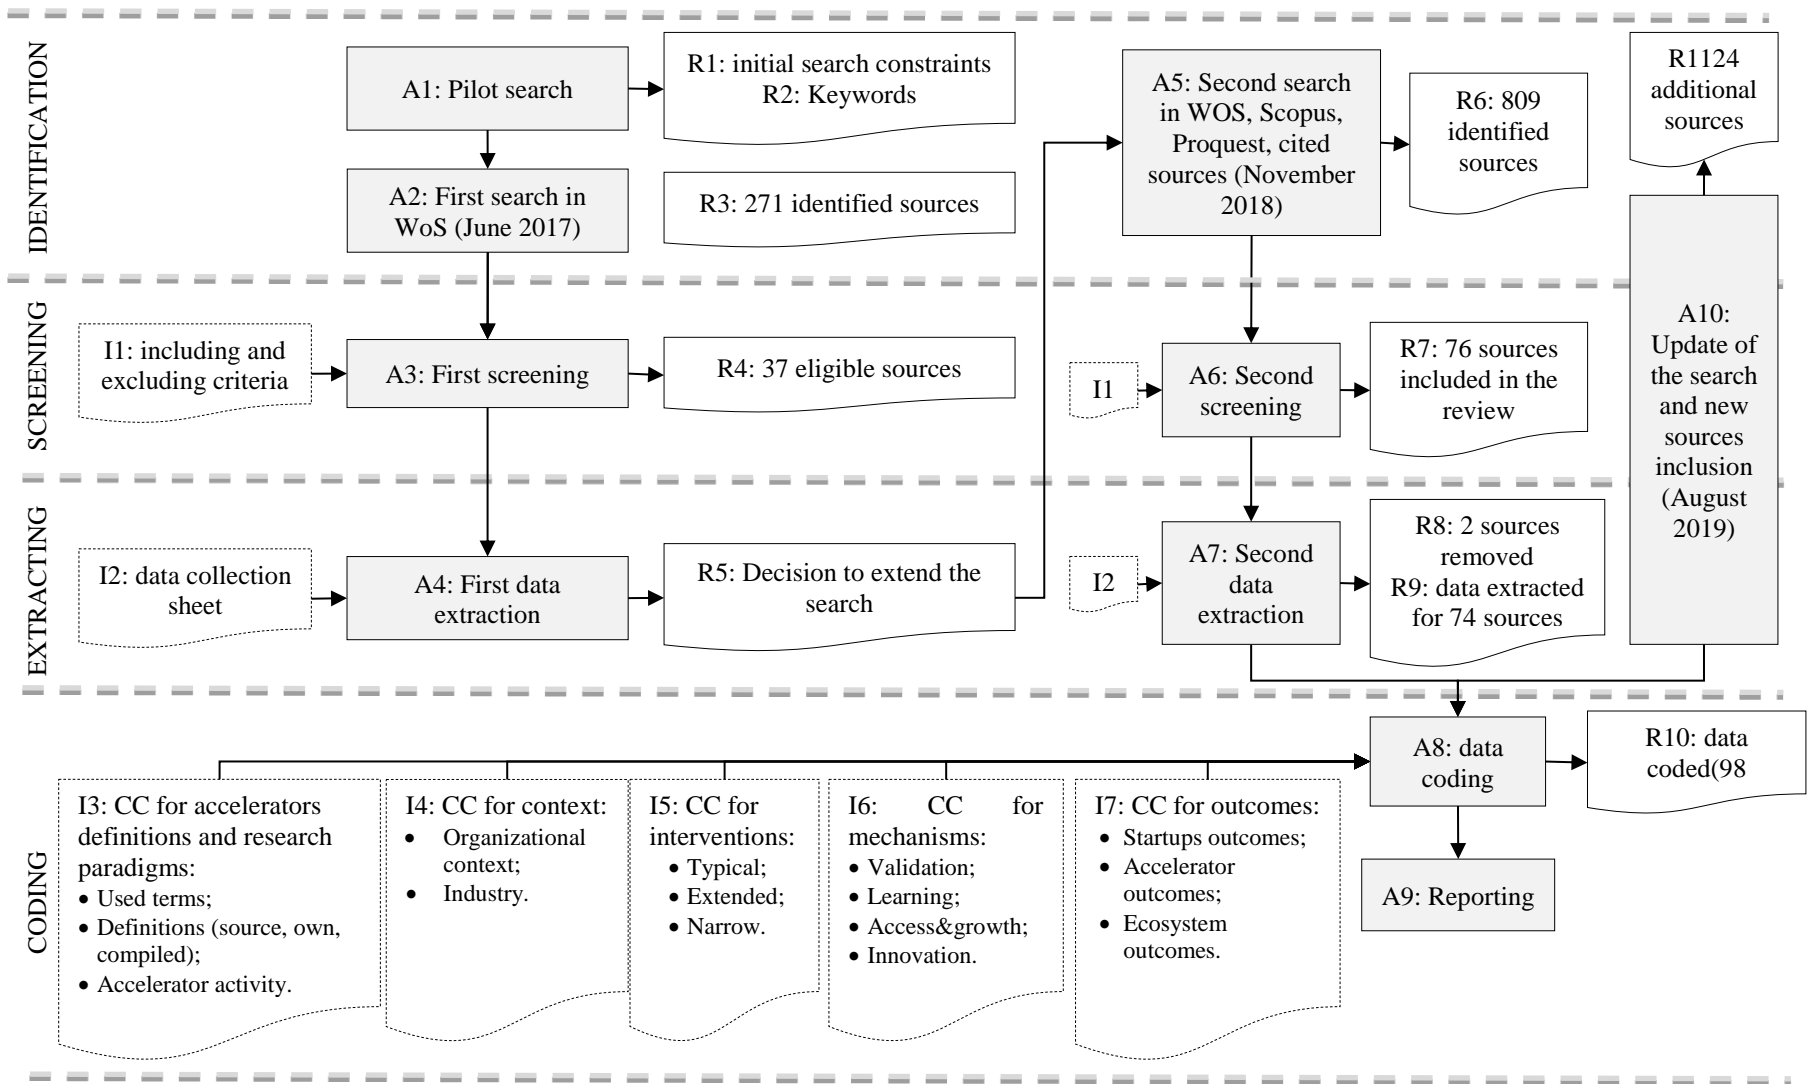 IDENTIFICATION
A1: Pilot search
R1: initial search constraints
R2: Keywords
A2: First search in
WoS (June 2017)
R3: 271 identified sources
A5: Second search
in WOS, Scopus,
Proquest, cited
sources (November
2018)
R6: 809
identified
sources
R1124
additional
sources
SCREENING
I1: including and
excluding criteria
A3: First screening
R4: 37 eligible sources
I1
A6: Second
screening
R7: 76 sources
included in the
review
A10:
Update of
the search
and new
sources
inclusion
(August
2019)
EXTRACTING
I2: data collection
sheet
A4: First data
extraction
R5: Decision to extend the
search
I2
A7: Second
data
extraction
R8: 2 sources
removed
R9: data extracted
for 74 sources
CODING
A8: data
coding
R10: data
coded(98
A9: Reporting
I3: CC for accelerators
definitions and research
paradigms:
• Used terms;
• Definitions (source, own,
compiled);
• Accelerator activity.
I4: CC for context:
• Organizational
context;
• Industry.
I5: CC for
interventions:
• Typical;
• Extended;
• Narrow.
I6: CC for
mechanisms:
• Validation;
• Learning;
• Access&growth;
• Innovation.
I7: CC for outcomes:
• Startups outcomes;
• Accelerator
outcomes;
• Ecosystem
outcomes.